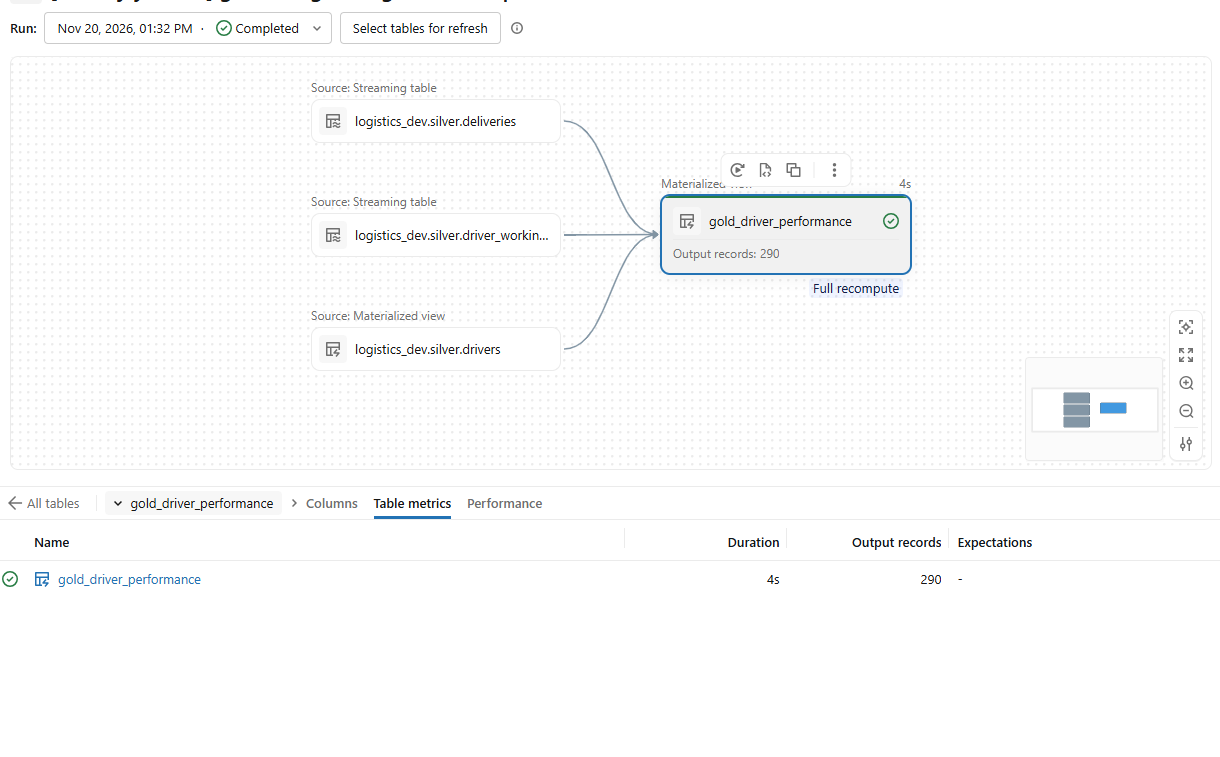 Run: Nov 20, 2026, 01:32 PM · Completed Select tables for refresh
Source: Streaming table
logistics_dev.silver.deliveries
Source: Streaming table
logistics_dev.silver.driver_workin...
Source: Materialized view
logistics_dev.silver.drivers
Materialized 4s
gold_driver_performance
Output records: 290
Full recompute
All tables gold_driver_performance Columns Table metrics Performance
Name Duration Output records Expectations
gold_driver_performance 4s 290 -